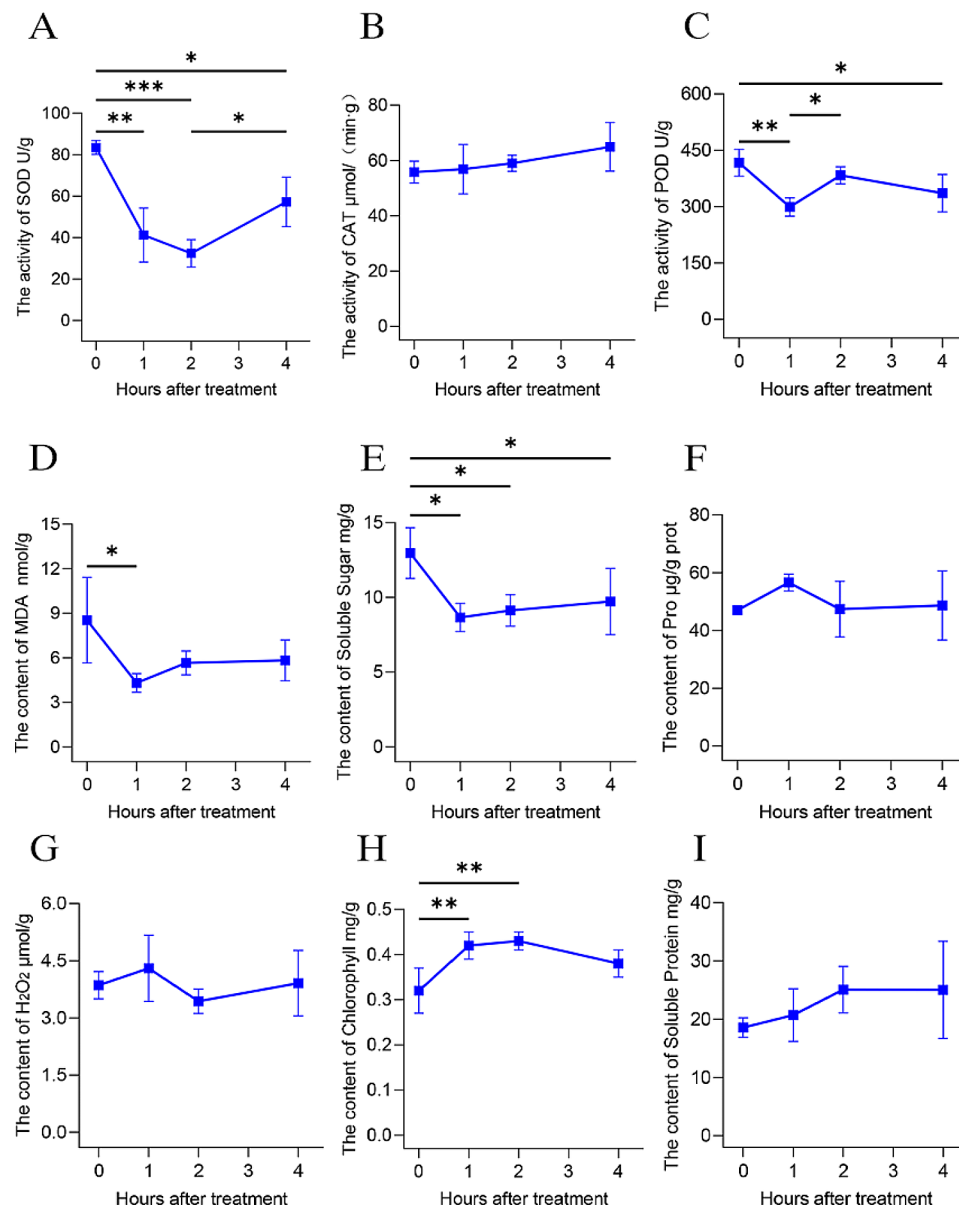 A
*
***
**
*
The activity of SOD U/g
100
80
60
40
20
0
0 1 2 3 4
Hours after treatment
B
The activity of CAT μmol/（min·g）
80
60
40
20
0
0 1 2 3 4
Hours after treatment
C
*
*
**
The activity of POD U/g
600
450
300
150
0
0 1 2 3 4
Hours after treatment
D
*
The content of MDA nmol/g
15
12
9
6
3
0
0 1 2 3 4
Hours after treatment
E
*
*
*
The content of Soluble Sugar mg/g
15
10
5
0
0 1 2 3 4
Hours after treatment
F
The content of Pro μg/g prot
80
60
40
20
0
0 1 2 3 4
Hours after treatment
G
The content of H₂O₂ μmol/g
6.0
4.5
3.0
1.5
0.0
0 1 2 3 4
Hours after treatment
H
**
**
The content of Chlorophyll mg/g
0.5
0.4
0.3
0.2
0.1
0.0
0 1 2 3 4
Hours after treatment
I
The content of Soluble Protein mg/g
40
30
20
10
0
0 1 2 3 4
Hours after treatment